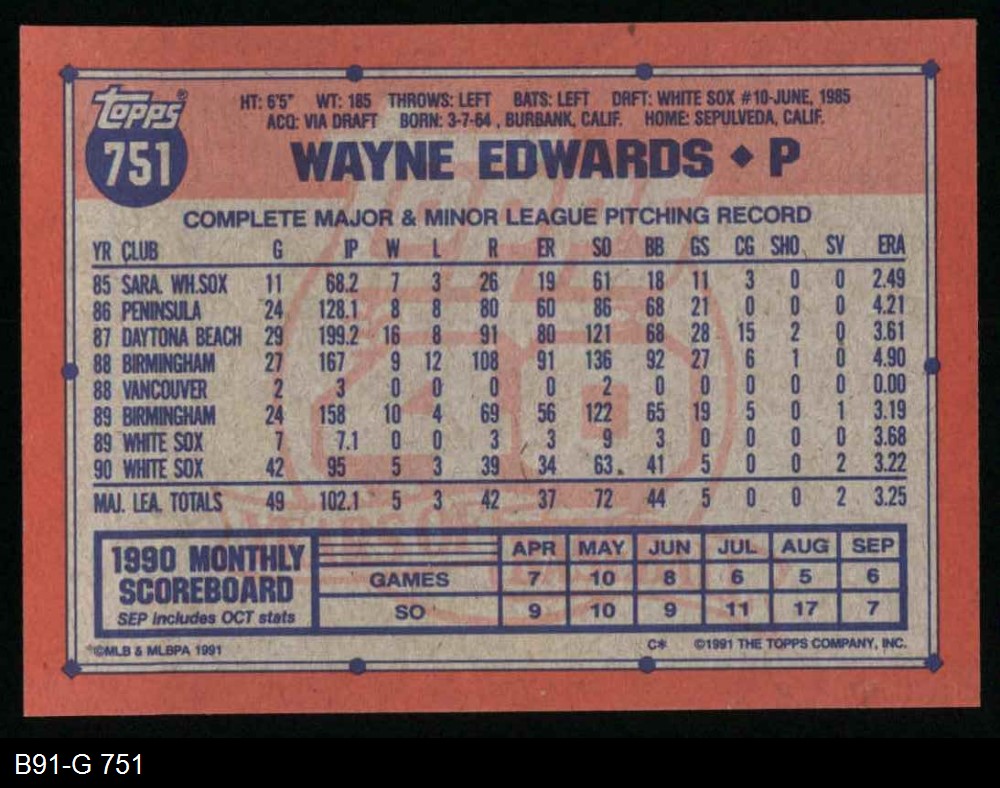 topps®
751
HT: 6'5" WT: 185 THROWS: LEFT BATS: LEFT DRFT: WHITE SOX #10-JUNE, 1985
ACQ: VIA DRAFT BORN: 3-7-64 , BURBANK, CALIF. HOME: SEPULVEDA, CALIF.
WAYNE EDWARDS ◆ P
COMPLETE MAJOR & MINOR LEAGUE PITCHING RECORD
YR CLUB G IP W L R ER SO BB GS CG SHO SV ERA
85 SARA. WH.SOX 11 68.2 7 3 26 19 61 18 11 3 0 0 2.49
86 PENINSULA 24 128.1 8 8 80 60 86 68 21 0 0 0 4.21
87 DAYTONA BEACH 29 199.2 16 8 91 80 121 68 28 15 2 0 3.61
88 BIRMINGHAM 27 167 9 12 108 91 136 92 27 6 1 0 4.90
88 VANCOUVER 2 3 0 0 0 0 2 0 0 0 0 0 0.00
89 BIRMINGHAM 24 158 10 4 69 56 122 65 19 5 0 1 3.19
89 WHITE SOX 7 7.1 0 0 3 3 9 3 0 0 0 0 3.68
90 WHITE SOX 42 95 5 3 39 34 63 41 5 0 0 2 3.22
MAJ. LEA. TOTALS 49 102.1 5 3 42 37 72 44 5 0 0 2 3.25
1990 MONTHLY
SCOREBOARD
SEP includes OCT stats
APR MAY JUN JUL AUG SEP
GAMES 7 10 8 6 5 6
SO 9 10 9 11 17 7
*©MLB & MLBPA 1991 C* ©1991 THE TOPPS COMPANY, INC.
B91-G 751